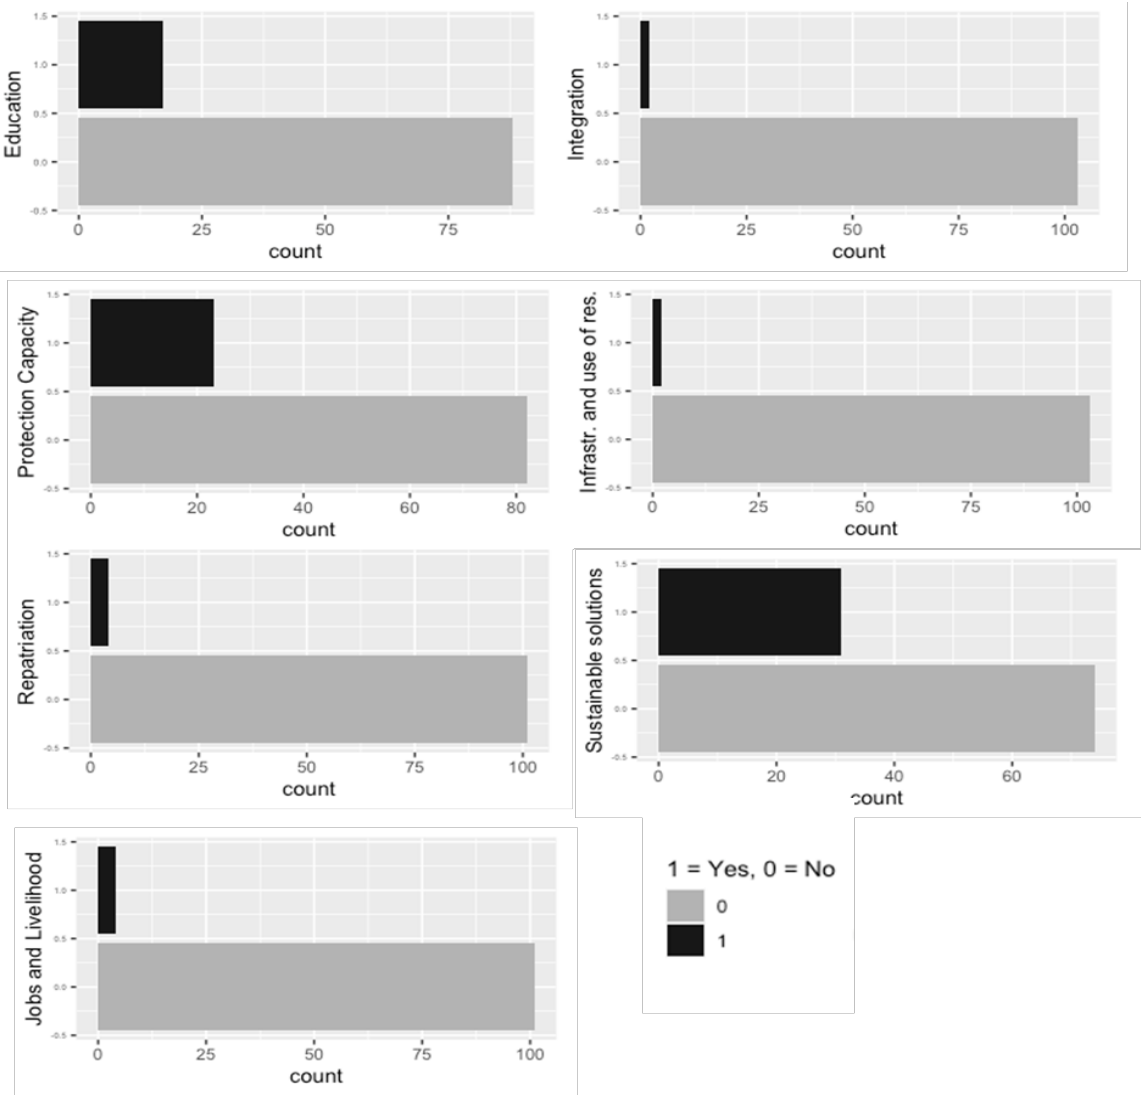 Education
1.5
1.0
0.5
0.0
-0.5
0 25 50 75
count
Integration
1.5
1.0
0.5
0.0
-0.5
0 25 50 75 100
count
Protection Capacity
1.5
1.0
0.5
0.0
-0.5
0 20 40 60 80
count
Infrastr. and use of res.
1.5
1.0
0.5
0.0
-0.5
0 25 50 75 100
count
Repatriation
1.5
1.0
0.5
0.0
-0.5
0 25 50 75 100
count
Sustainable solutions
1.5
1.0
0.5
0.0
-0.5
0 20 40 60
count
Jobs and Livelihood
1.5
1.0
0.5
0.0
-0.5
0 25 50 75 100
count
1 = Yes, 0 = No
0
1